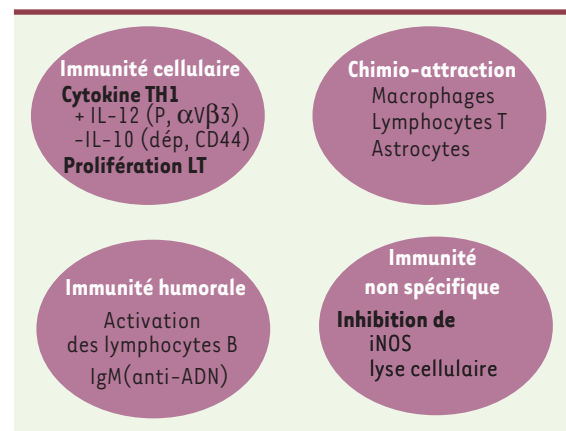 Immunité cellulaire
Cytokine TH1
+ IL-12 (P, αVβ3)
-IL-10 (dép, CD44)
Prolifération LT
Chimio-attraction
Macrophages
Lymphocytes T
Astrocytes
Immunité humorale
Activation
des lymphocytes B
IgM(anti-ADN)
Immunité
non spécifique
Inhibition de
iNOS
lyse cellulaire